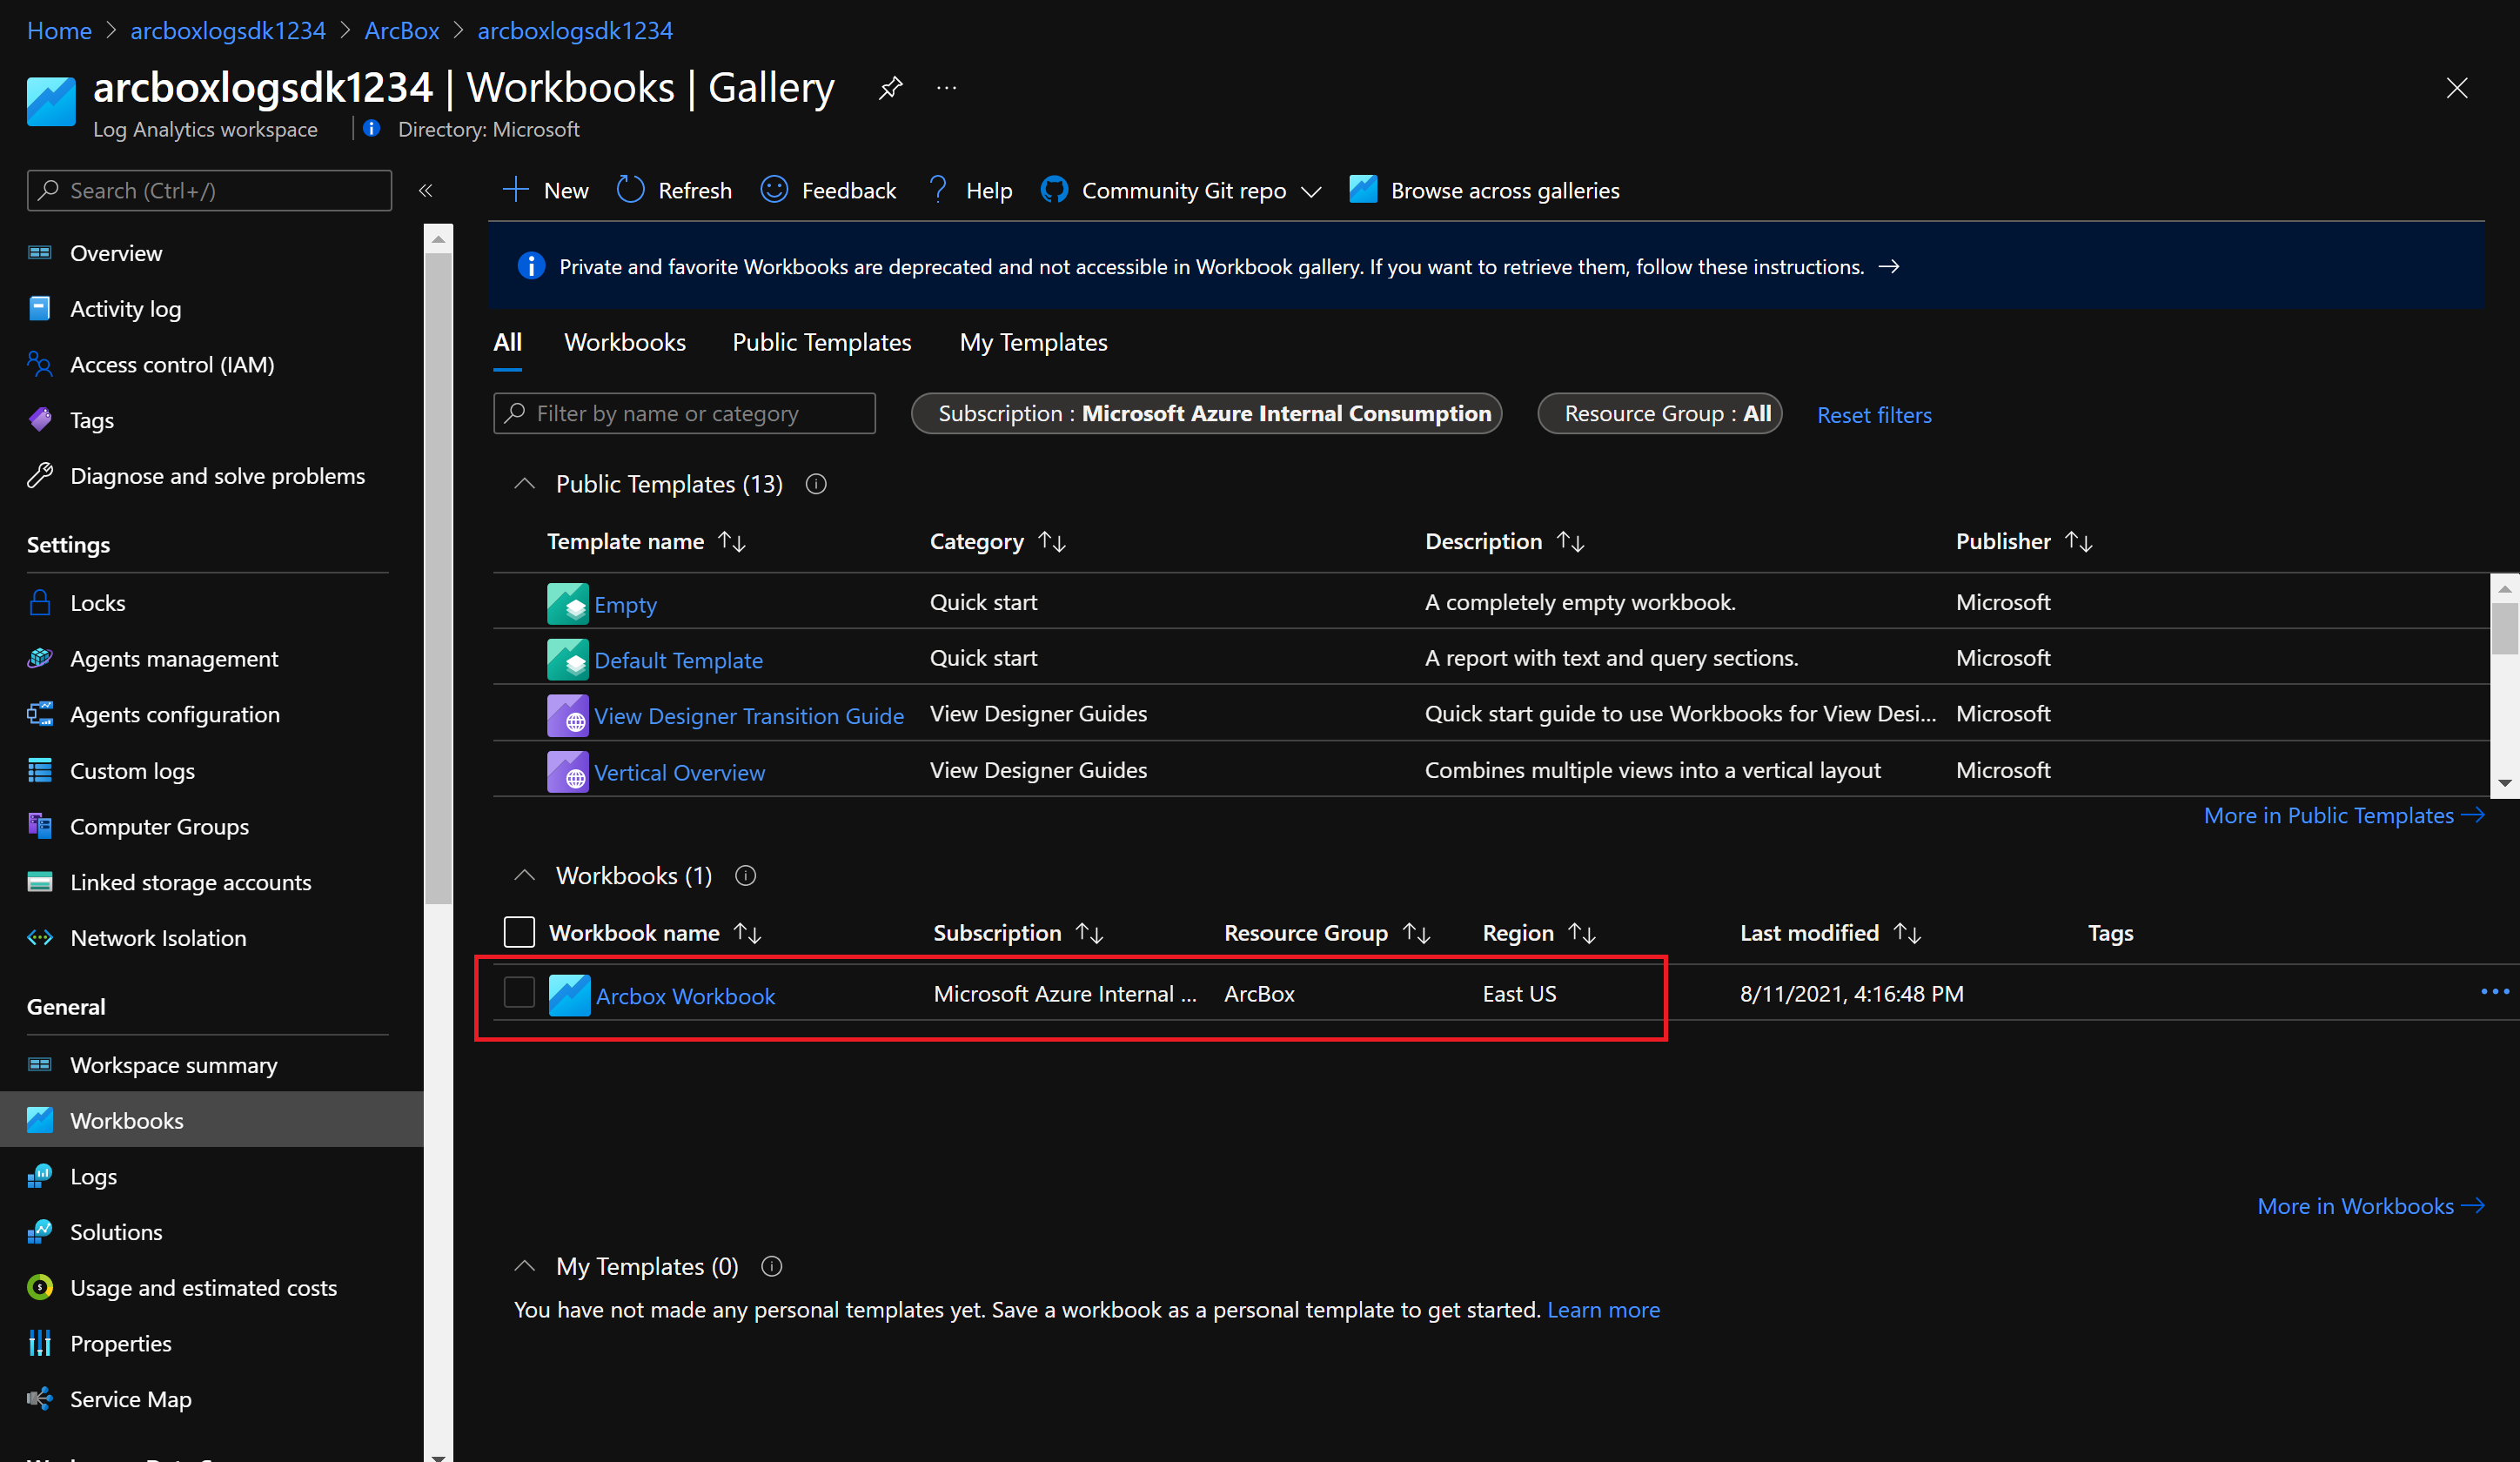 Home > arcboxlogsdk1234 > ArcBox > arcboxlogsdk1234
arcboxlogsdk1234 | Workbooks | Gallery ...
Log Analytics workspace | Directory: Microsoft
Search (Ctrl+/) «
Overview
Activity log
Access control (IAM)
Tags
Diagnose and solve problems
Settings
Locks
Agents management
Agents configuration
Custom logs
Computer Groups
Linked storage accounts
Network Isolation
General
Workspace summary
Workbooks
Logs
Solutions
Usage and estimated costs
Properties
Service Map
New Refresh Feedback Help Community Git repo Browse across galleries
Private and favorite Workbooks are deprecated and not accessible in Workbook gallery. If you want to retrieve them, follow these instructions. →
All Workbooks Public Templates My Templates
Filter by name or category Subscription : Microsoft Azure Internal Consumption Resource Group : All Reset filters
Public Templates (13)
Template name ↑↓ Category ↑↓ Description ↑↓ Publisher ↑↓
Empty Quick start A completely empty workbook. Microsoft
Default Template Quick start A report with text and query sections. Microsoft
View Designer Transition Guide View Designer Guides Quick start guide to use Workbooks for View Desi... Microsoft
Vertical Overview View Designer Guides Combines multiple views into a vertical layout Microsoft
More in Public Templates →
Workbooks (1)
Workbook name ↑↓ Subscription ↑↓ Resource Group ↑↓ Region ↑↓ Last modified ↑↓ Tags
Arcbox Workbook Microsoft Azure Internal ... ArcBox East US 8/11/2021, 4:16:48 PM ...
More in Workbooks →
My Templates (0)
You have not made any personal templates yet. Save a workbook as a personal template to get started. Learn more